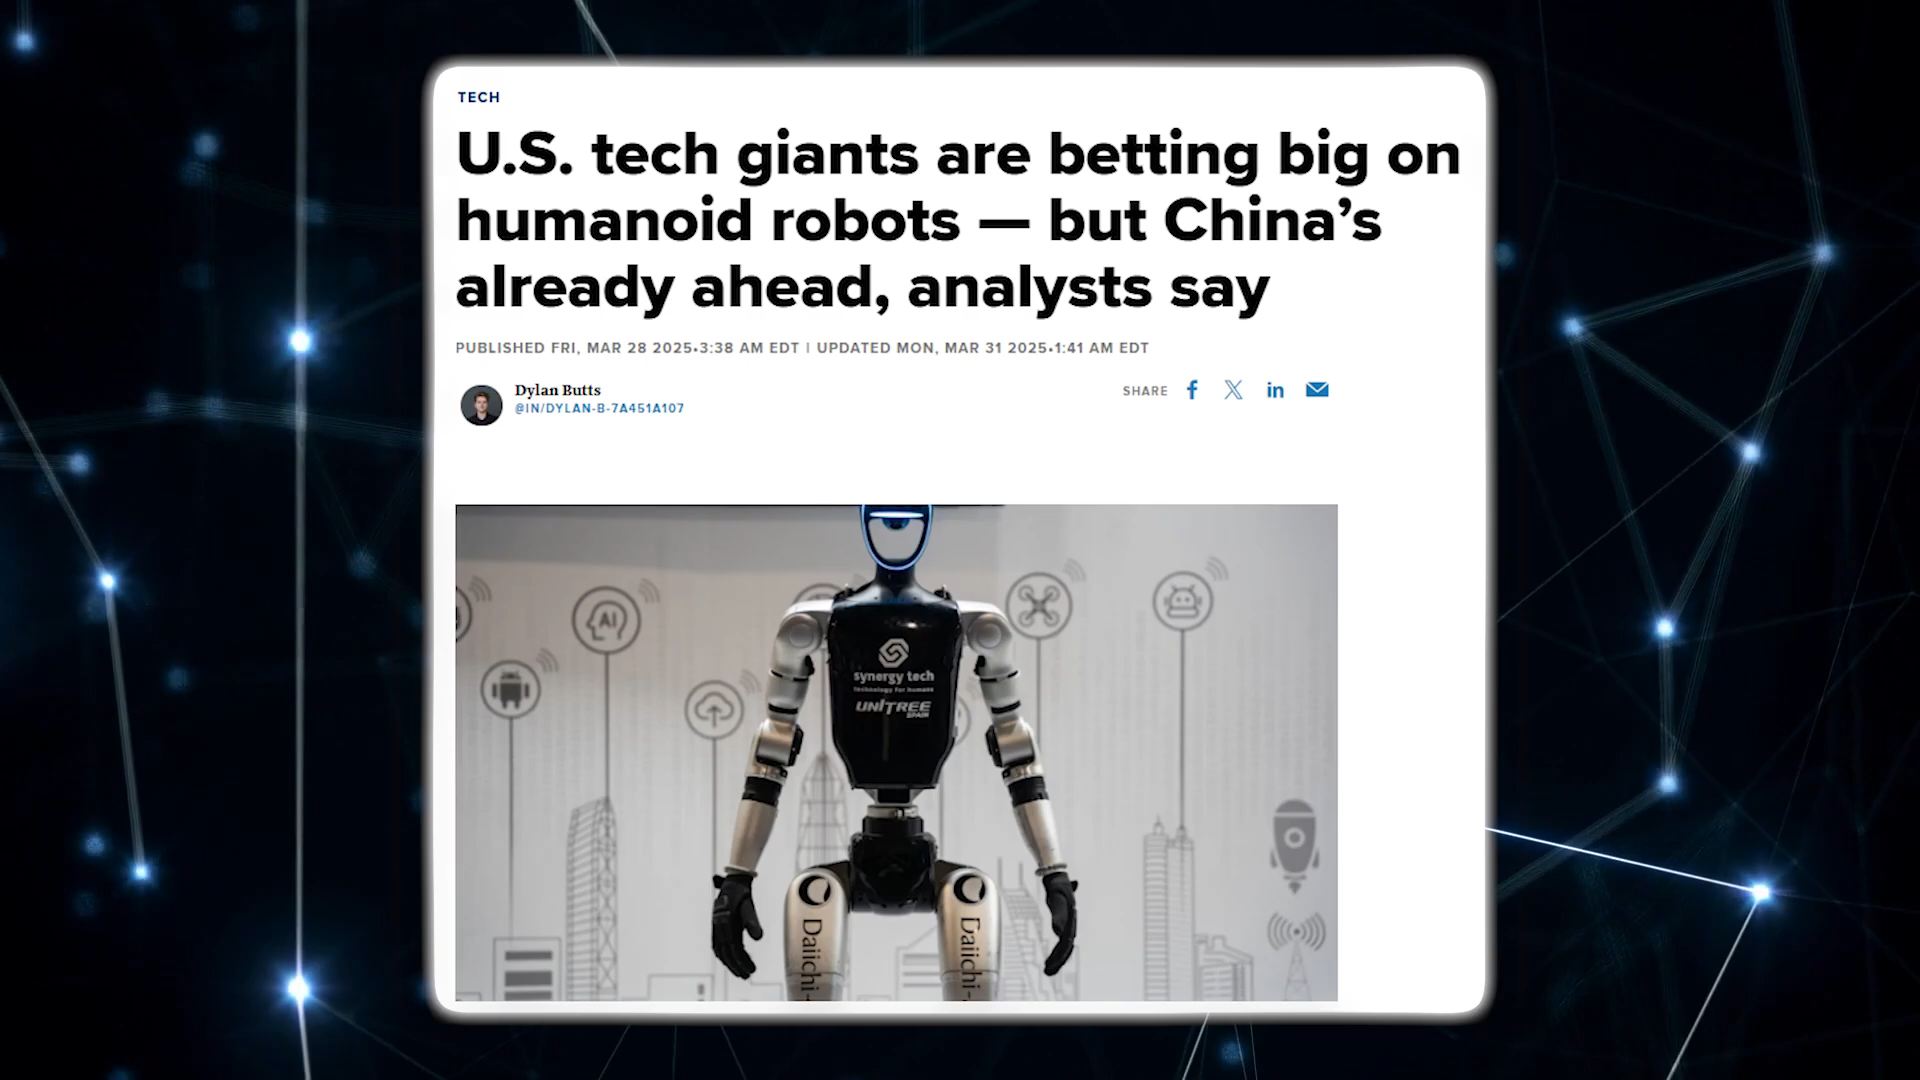 TECH
U.S. tech giants are betting big on
humanoid robots — but China’s
already ahead, analysts say
PUBLISHED FRI, MAR 28 2025•3:38 AM EDT | UPDATED MON, MAR 31 2025•1:41 AM EDT
Dylan Butts
@IN/DYLAN-B-7A451A107
SHARE
AI
synergy tech
technology for humans
UNITREE
SPAIN
Daiichi-
Daiichi-